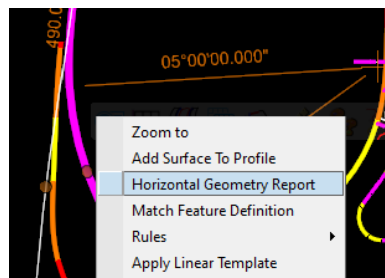 490.0
05°00'00.000"
Zoom to
Add Surface To Profile
Horizontal Geometry Report
Match Feature Definition
Rules
Apply Linear Template